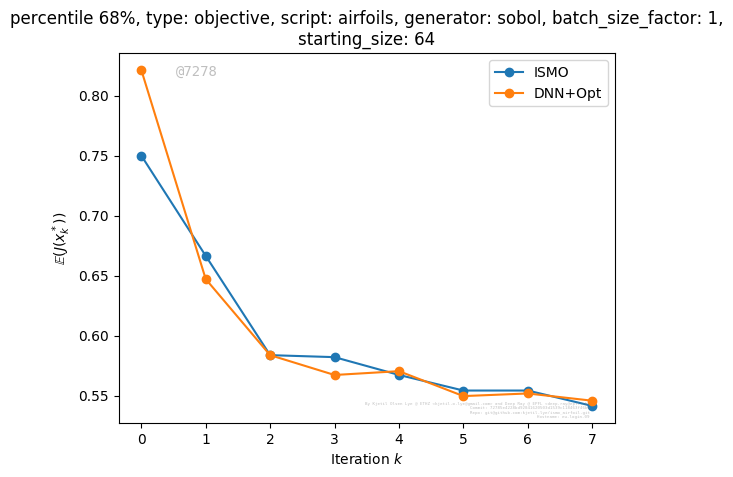 percentile 68%, type: objective, script: airfoils, generator: sobol, batch_size_factor: 1,
starting_size: 64
@7278
ISMO
DNN+Opt
0.80
0.75
0.70
0.65
0.60
0.55
𝔼(J(x*_k))
0 1 2 3 4 5 6 7
Iteration k